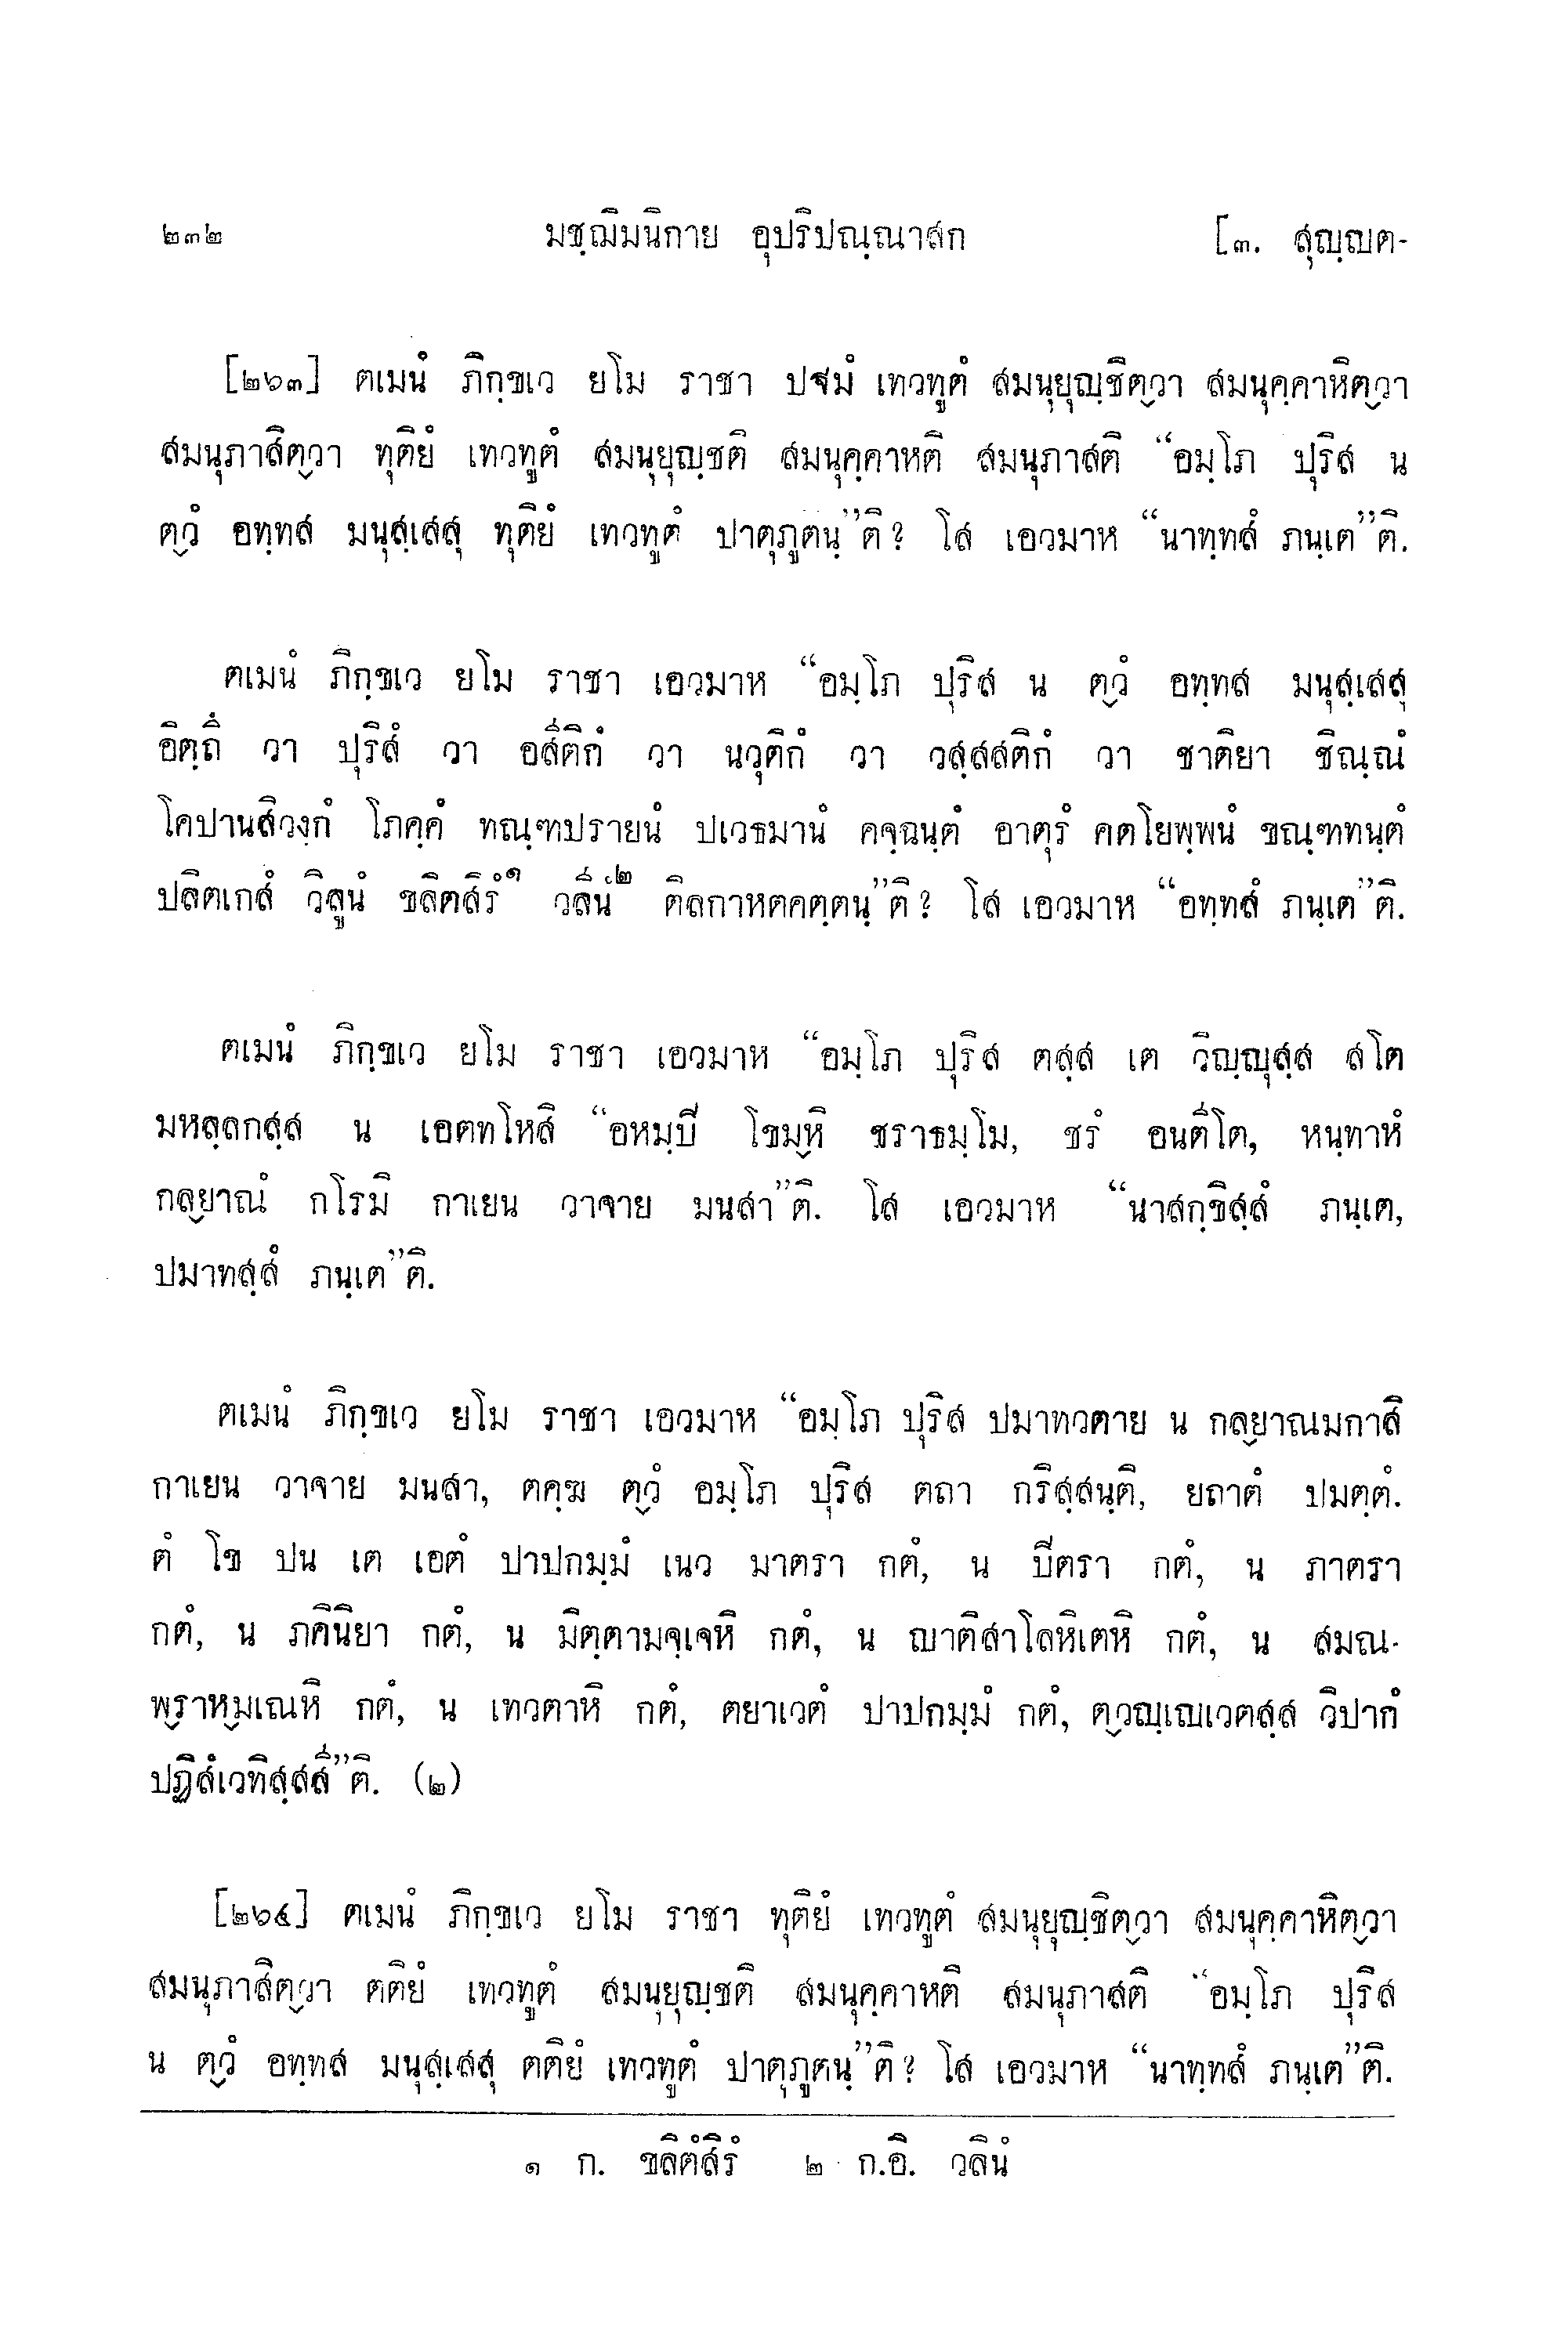 ๒๓๒ มชฺฌิมนิกาย อุปริปณฺณาสก [๓. สุญฺญต-
[๒๖๓] ตเมนํ ภิกฺขเว ยโม ราชา ปฐมํ เทวทูตํ สมนุยุญฺชิตฺวา สมนุคฺคาหิตฺวา
สมนุภาสิตฺวา ทุติยํ เทวทูตํ สมนุยุญฺชติ สมนุคฺคาหติ สมนุภาสติ “อมฺโภ ปุริส น
ตฺวํ อทฺทส มนุสฺเสสุ ทุติยํ เทวทูตํ ปาตุภูตนฺ”ติ? โส เอวมาห “นาทฺทสํ ภนฺเต”ติ.
ตเมนํ ภิกฺขเว ยโม ราชา เอวมาห “อมฺโภ ปุริส น ตฺวํ อทฺทส มนุสฺเสสุ
อิตฺถึ วา ปุริสํ วา อสีติกํ วา นวุติกํ วา วสฺสสติกํ วา ชาติยา ชิณฺณํ
โคปานสิวงฺกํ โภคฺคํ ทณฺฑปรายนํ ปเวธมานํ คจฺฉนฺตํ อาตุรํ คตโยพฺพนํ ขณฺฑทนฺตํ
ปลิตเกสํ วิลูนํ ขลิตสิรํ๑ วลีนํ๒ ติลกาหตคตฺตนฺ”ติ? โส เอวมาห “อทฺทสํ ภนฺเต”ติ.
ตเมนํ ภิกฺขเว ยโม ราชา เอวมาห “อมฺโภ ปุริส ตสฺส เต วิญฺญุสฺส สโต
มหลฺลกสฺส น เอตทโหสิ “อหมฺปิ โขมฺหิ ชราธมฺโม, ชรํ อนตีโต, หนฺทาหํ
กลฺยาณํ กโรมิ กาเยน วาจาย มนสา”ติ. โส เอวมาห “นาสกฺขิสฺสํ ภนฺเต,
ปมาทสฺสํ ภนฺเต”ติ.
ตเมนํ ภิกฺขเว ยโม ราชา เอวมาห “อมฺโภ ปุริส ปมาทวตาย น กลฺยาณมกาสิ
กาเยน วาจาย มนสา, ตคฺฆ ตฺวํ อมฺโภ ปุริส ตถา กริสฺสนฺติ, ยถาตํ ปมตฺตํ.
ตํ โข ปน เต เอตํ ปาปกมฺมํ เนว มาตรา กตํ, น ปิตรา กตํ, น ภาตรา
กตํ, น ภคินิยา กตํ, น มิตฺตามจฺเจหิ กตํ, น ญาติสาโลหิเตหิ กตํ, น สมณ-
พฺราหฺมเณหิ กตํ, น เทวตาหิ กตํ, ตยาเวตํ ปาปกมฺมํ กตํ, ตฺวญฺเญเวตสฺส วิปากํ
ปฏิสํเวทิสฺสสี”ติ. (๒)
[๒๖๔] ตเมนํ ภิกฺขเว ยโม ราชา ทุติยํ เทวทูตํ สมนุยุญฺชิตฺวา สมนุคฺคาหิตฺวา
สมนุภาสิตฺวา ตติยํ เทวทูตํ สมนุยุญฺชติ สมนุคฺคาหติ สมนุภาสติ “อมฺโภ ปุริส
น ตฺวํ อทฺทส มนุสฺเสสุ ตติยํ เทวทูตํ ปาตุภูตนฺ”ติ? โส เอวมาห “นาทฺทสํ ภนฺเต”ติ.
๑ ก. ขลิตํสิรํ ๒ ก.อิ. วลินํ